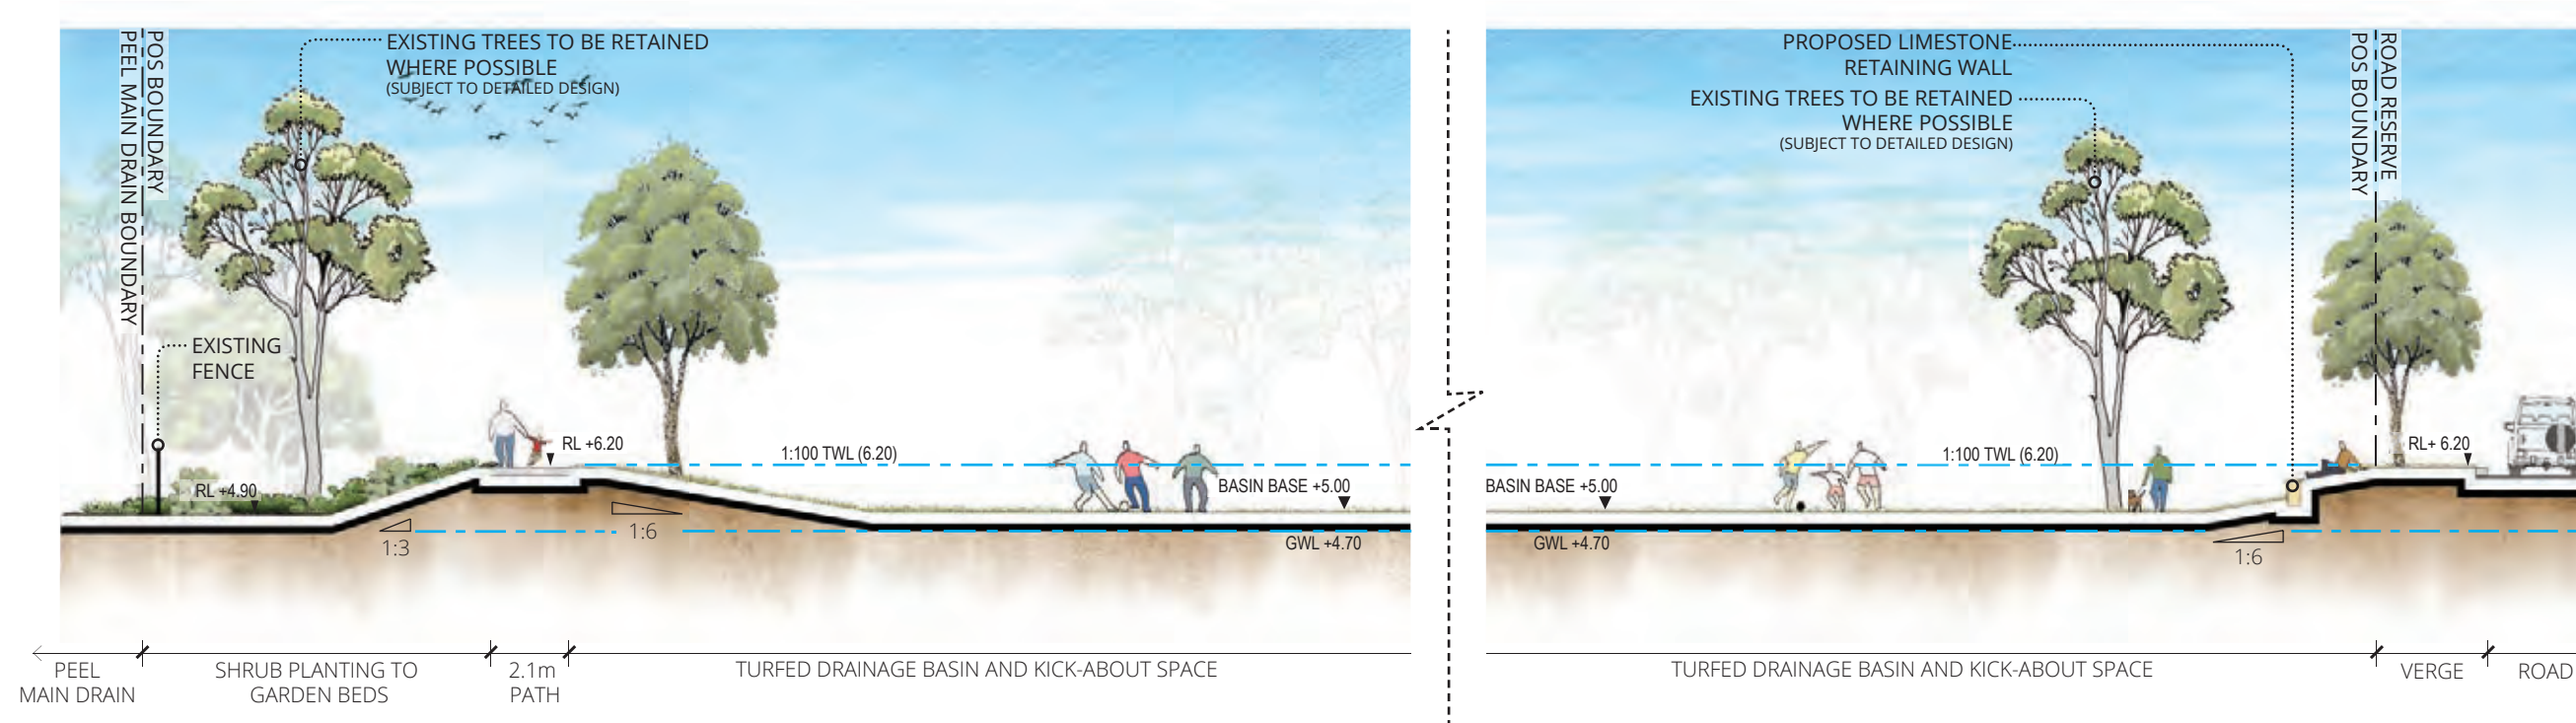 POS BOUNDARY
PEEL MAIN DRAIN BOUNDARY
EXISTING TREES TO BE RETAINED
WHERE POSSIBLE
(SUBJECT TO DETAILED DESIGN)
EXISTING
FENCE
RL +4.90
RL +6.20
1:3
1:6
1:100 TWL (6.20)
BASIN BASE +5.00
GWL +4.70
PROPOSED LIMESTONE
RETAINING WALL
EXISTING TREES TO BE RETAINED
WHERE POSSIBLE
(SUBJECT TO DETAILED DESIGN)
ROAD RESERVE
POS BOUNDARY
1:100 TWL (6.20)
RL+ 6.20
BASIN BASE +5.00
GWL +4.70
1:6
PEEL
MAIN DRAIN
SHRUB PLANTING TO
GARDEN BEDS
2.1m
PATH
TURFED DRAINAGE BASIN AND KICK-ABOUT SPACE
TURFED DRAINAGE BASIN AND KICK-ABOUT SPACE
VERGE
ROAD